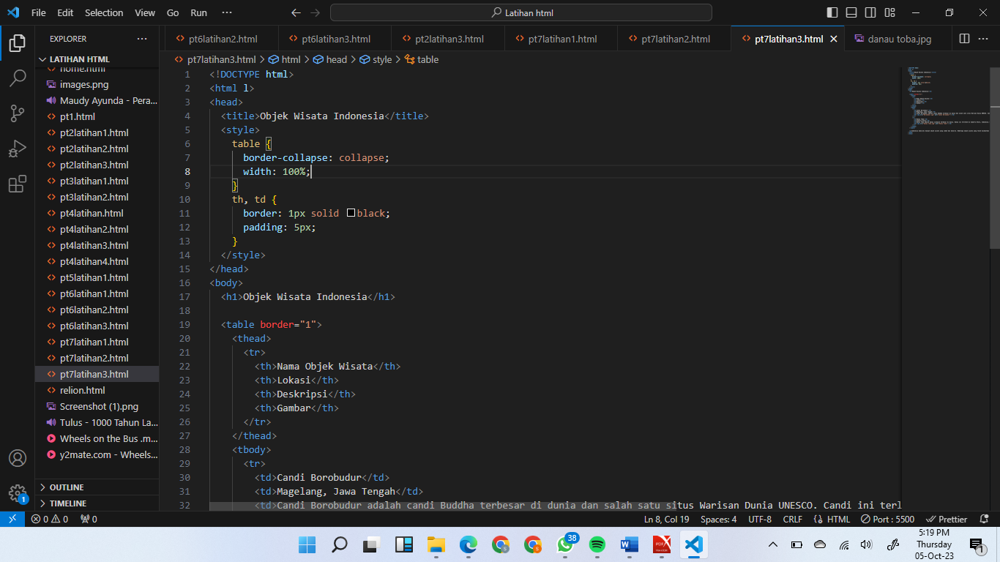 File Edit Selection View Go Run ··· Latihan html
EXPLORER ···
LATIHAN HTML
home.html
images.png
Maudy Ayunda - Pera...
pt1.html
pt2latihan1.html
pt2latihan2.html
pt2latihan3.html
pt3latihan1.html
pt3latihan2.html
pt4latihan.html
pt4latihan2.html
pt4latihan3.html
pt4latihan4.html
pt5latihan1.html
pt6latihan1.html
pt6latihan2.html
pt6latihan3.html
pt7latihan1.html
pt7latihan2.html
pt7latihan3.html
relion.html
Screenshot (1).png
Tulus - 1000 Tahun La...
Wheels on the Bus .m...
y2mate.com - Wheels...
OUTLINE
TIMELINE
1
pt6latihan2.html pt6latihan3.html pt2latihan3.html pt7latihan1.html pt7latihan2.html pt7latihan3.html danau toba.jpg ···
pt7latihan3.html > html > head > style > table
1 <!DOCTYPE html>
2 <html l>
3 <head>
4 <title>Objek Wisata Indonesia</title>
5 <style>
6 table {
7 border-collapse: collapse;
8 width: 100%;
9 }
10 th, td {
11 border: 1px solid black;
12 padding: 5px;
13 }
14 </style>
15 </head>
16 <body>
17 <h1>Objek Wisata Indonesia</h1>
18
19 <table border="1">
20 <thead>
21 <tr>
22 <th>Nama Objek Wisata</th>
23 <th>Lokasi</th>
24 <th>Deskripsi</th>
25 <th>Gambar</th>
26 </tr>
27 </thead>
28 <tbody>
29 <tr>
30 <td>Candi Borobudur</td>
31 <td>Magelang, Jawa Tengah</td>
32 <td>Candi Borobudur adalah candi Buddha terbesar di dunia dan salah satu situs Warisan Dunia UNESCO. Candi ini terl
0 0 0 Ln 8, Col 19 Spaces: 4 UTF-8 CRLF HTML Port : 5500 Prettier
38
PDF
5:19 PM
Thursday
05-Oct-23
1